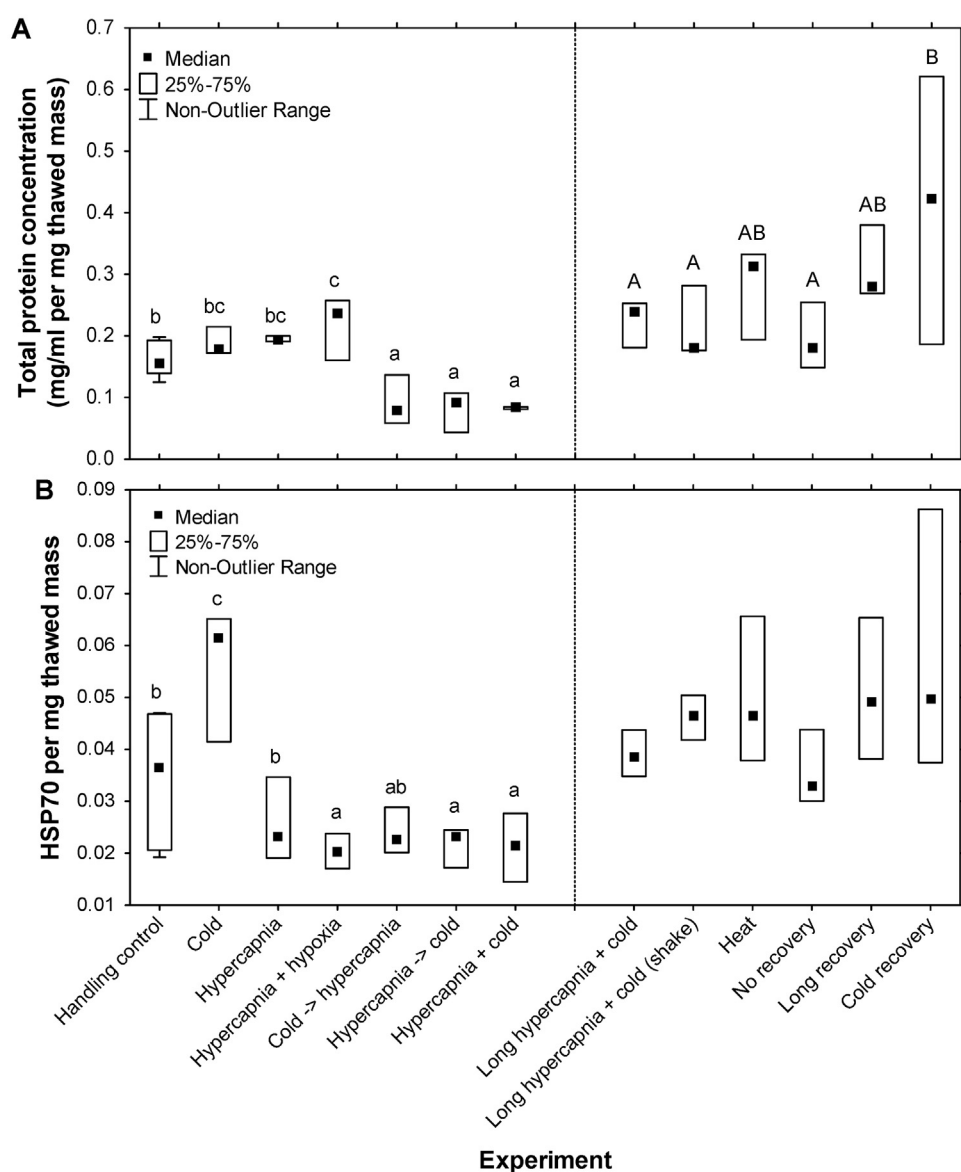 A
Total protein concentration
(mg/ml per mg thawed mass)
0.7
0.6
0.5
0.4
0.3
0.2
0.1
0.0
Median
25%-75%
Non-Outlier Range
b
bc
bc
c
a
a
a
A
A
AB
A
AB
B
B
HSP70 per mg thawed mass
0.09
0.08
0.07
0.06
0.05
0.04
0.03
0.02
0.01
Median
25%-75%
Non-Outlier Range
b
c
b
a
ab
a
a
Handling control
Cold
Hypercapnia
Hypercapnia + hypoxia
Cold -> hypercapnia
Hypercapnia -> cold
Hypercapnia + cold
Long hypercapnia + cold
Long hypercapnia + cold (shake)
Heat
No recovery
Long recovery
Cold recovery
Experiment